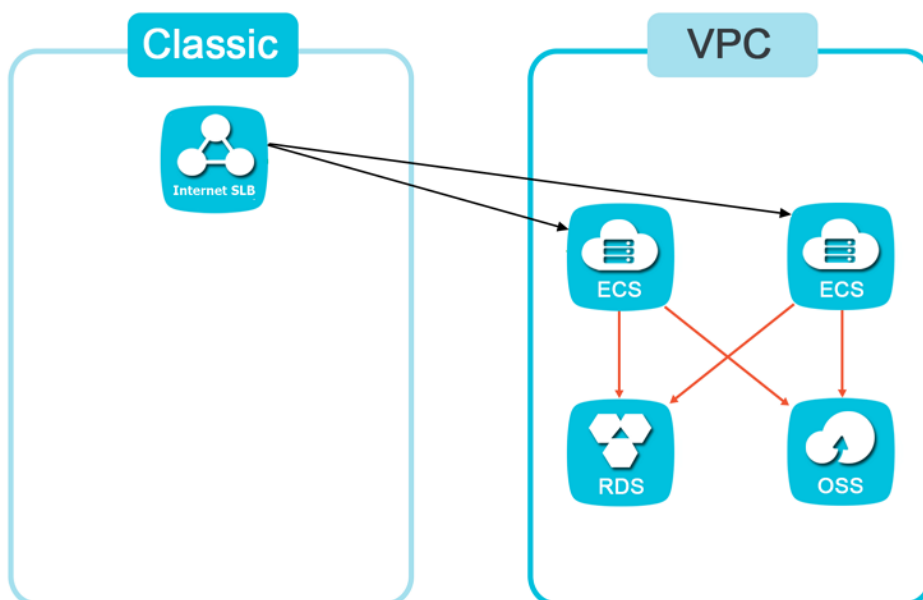 Classic
VPC
Internet SLB
ECS
ECS
RDS
OSS